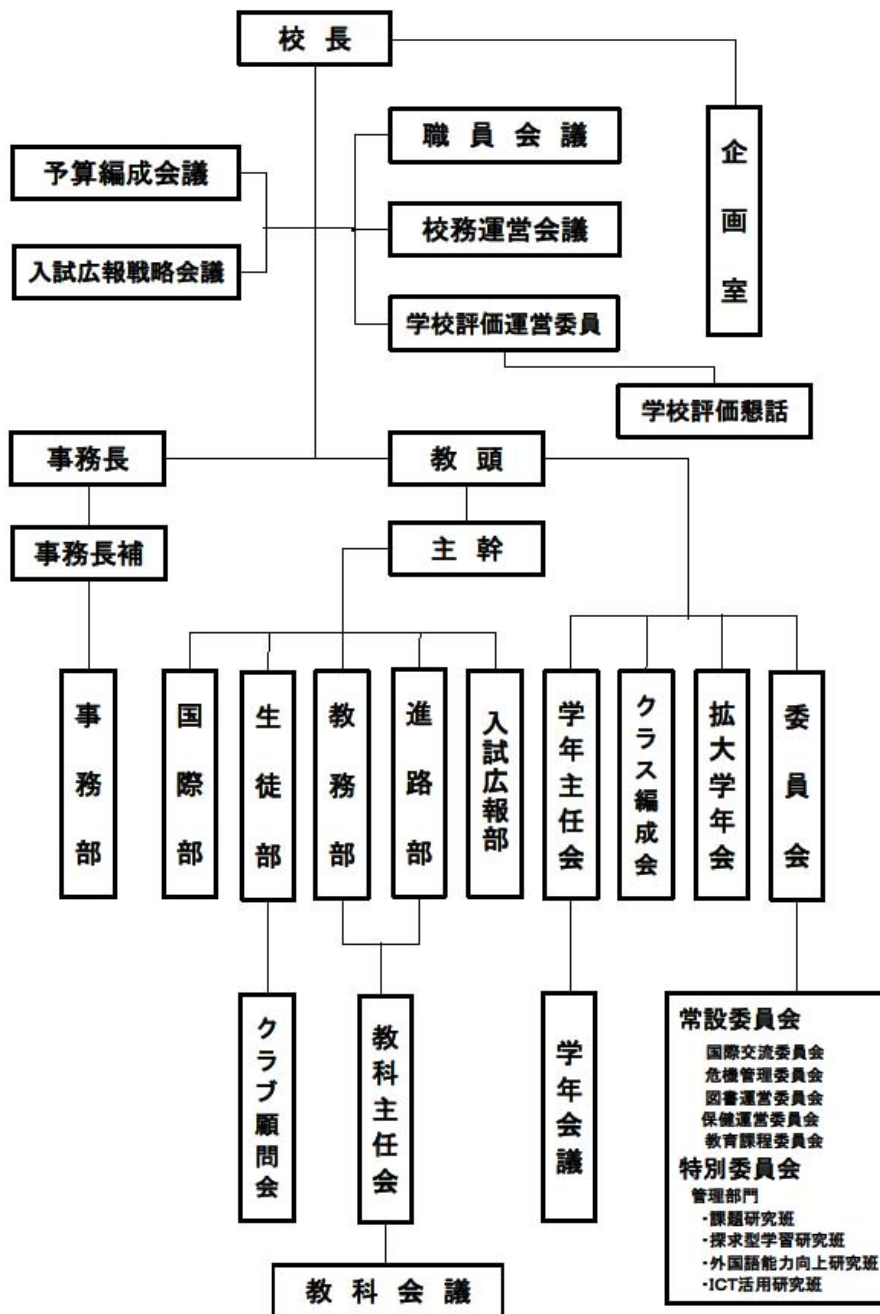 校長
職員会議
企画室
予算編成会議
校務運営会議
入試広報戦略会議
学校評価運営委員
学校評価懇話
事務長
教頭
事務長補
主幹
事務部
国際部
生徒部
教務部
進路部
入試広報部
学年主任会
クラス編成会
拡大学年会
委員会
クラブ顧問会
教科主任会
学年会議
常設委員会
国際交流委員会
危機管理委員会
図書運営委員会
保健運営委員会
教育課程委員会
特別委員会
管理部門
・課題研究班
・探求型学習研究班
・外国語能力向上研究班
・ICT活用研究班
教科会議